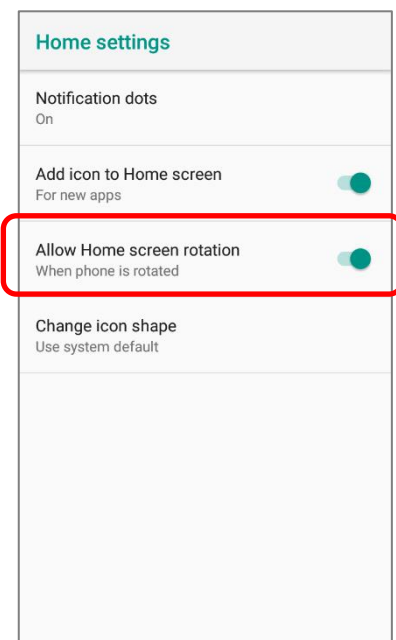 Home settings
Notification dots
On
Add icon to Home screen
For new apps
Allow Home screen rotation
When phone is rotated
Change icon shape
Use system default